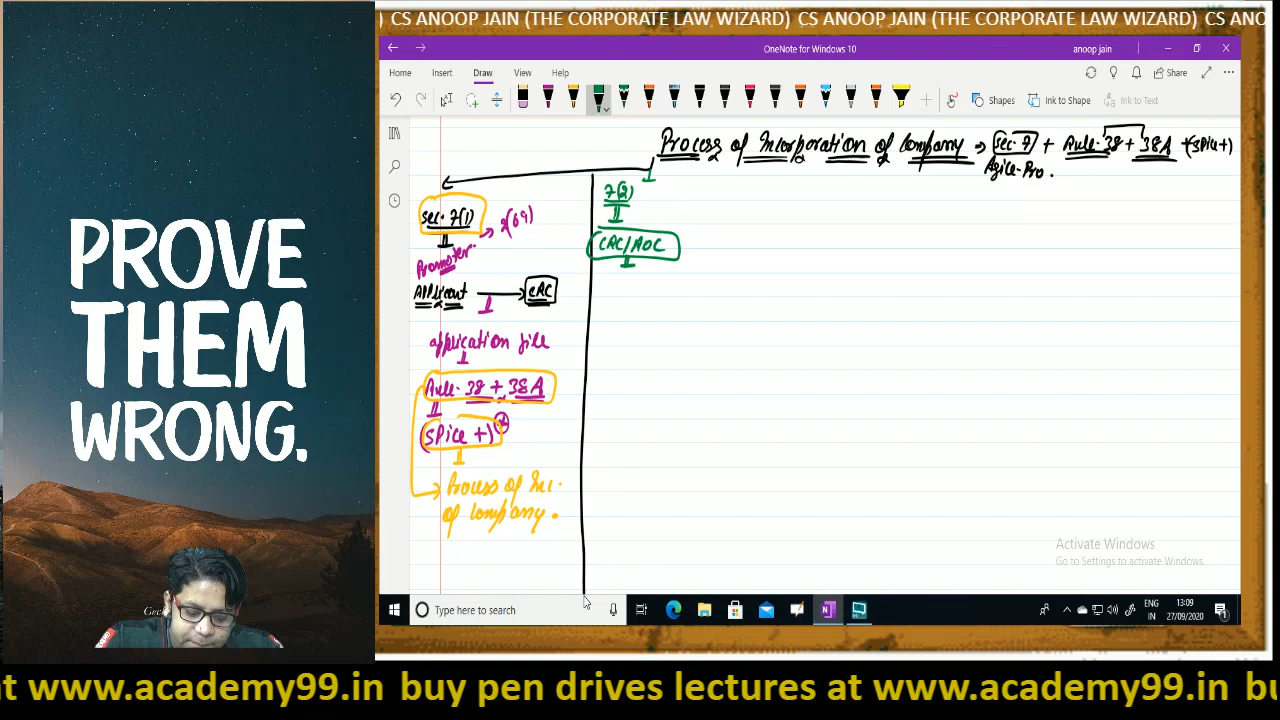 ) CS ANOOP JAIN (THE CORPORATE LAW WIZARD) CS ANOOP JAIN (THE CORPORATE LAW WIZARD) CS ANO
OneNote for Windows 10
anoop jain
Home Insert Draw View Help
Share
Shapes
Ink to Shape
Ink to Text
Process of Incorporation of Company → Sec. 7 + Rule-38 + 38A + (SPice+)
Agile-Pro.
Sec. 7(1)
2(69)
Promoter
Applicant CRC
application file
Rule-38 + 38A
(SPice +)
Process of Inc.
of Company.
7(2)
CRC/ROC
PROVE
THEM
WRONG.
Activate Windows
Go to Settings to activate Windows.
Type here to search
ENG
IN
13:09
27/09/2020
at www.academy99.in buy pen drives lectures at www.academy99.in bu